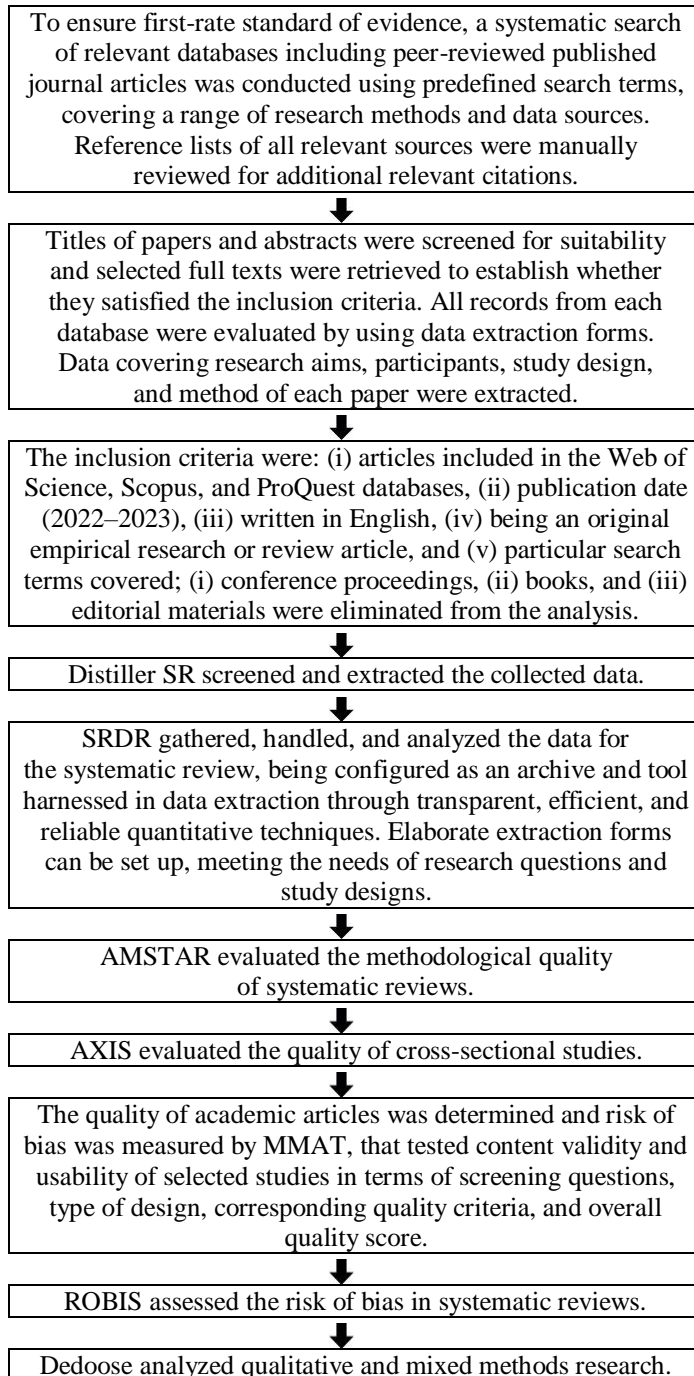 To ensure first-rate standard of evidence, a systematic search
of relevant databases including peer-reviewed published
journal articles was conducted using predefined search terms,
covering a range of research methods and data sources.
Reference lists of all relevant sources were manually
reviewed for additional relevant citations.
Titles of papers and abstracts were screened for suitability
and selected full texts were retrieved to establish whether
they satisfied the inclusion criteria. All records from each
database were evaluated by using data extraction forms.
Data covering research aims, participants, study design,
and method of each paper were extracted.
The inclusion criteria were: (i) articles included in the Web of
Science, Scopus, and ProQuest databases, (ii) publication date
(2022–2023), (iii) written in English, (iv) being an original
empirical research or review article, and (v) particular search
terms covered; (i) conference proceedings, (ii) books, and (iii)
editorial materials were eliminated from the analysis.
Distiller SR screened and extracted the collected data.
SRDR gathered, handled, and analyzed the data for
the systematic review, being configured as an archive and tool
harnessed in data extraction through transparent, efficient, and
reliable quantitative techniques. Elaborate extraction forms
can be set up, meeting the needs of research questions and
study designs.
AMSTAR evaluated the methodological quality
of systematic reviews.
AXIS evaluated the quality of cross-sectional studies.
The quality of academic articles was determined and risk of
bias was measured by MMAT, that tested content validity and
usability of selected studies in terms of screening questions,
type of design, corresponding quality criteria, and overall
quality score.
ROBIS assessed the risk of bias in systematic reviews.
Dedoose analyzed qualitative and mixed methods research.